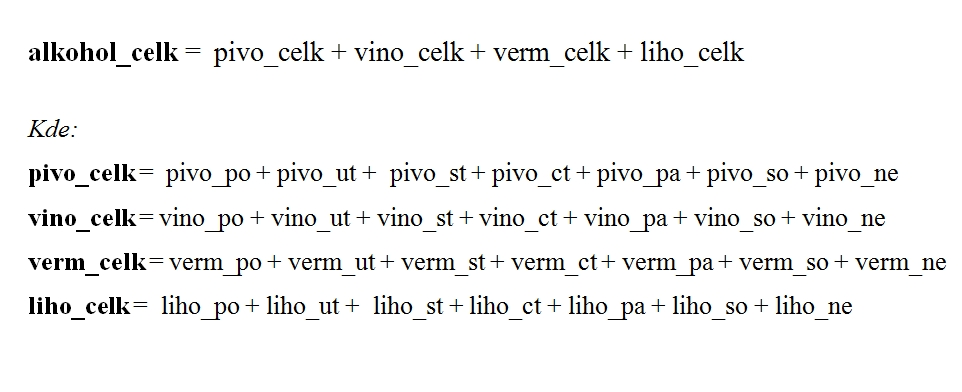 alkohol_celk = pivo_celk + vino_celk + verm_celk + liho_celk
Kde:
pivo_celk= pivo_po + pivo_ut + pivo_st + pivo_ct + pivo_pa + pivo_so + pivo_ne
vino_celk= vino_po + vino_ut + vino_st + vino_ct + vino_pa + vino_so + vino_ne
verm_celk= verm_po + verm_ut + verm_st + verm_ct + verm_pa + verm_so + verm_ne
liho_celk= liho_po + liho_ut + liho_st + liho_ct + liho_pa + liho_so + liho_ne